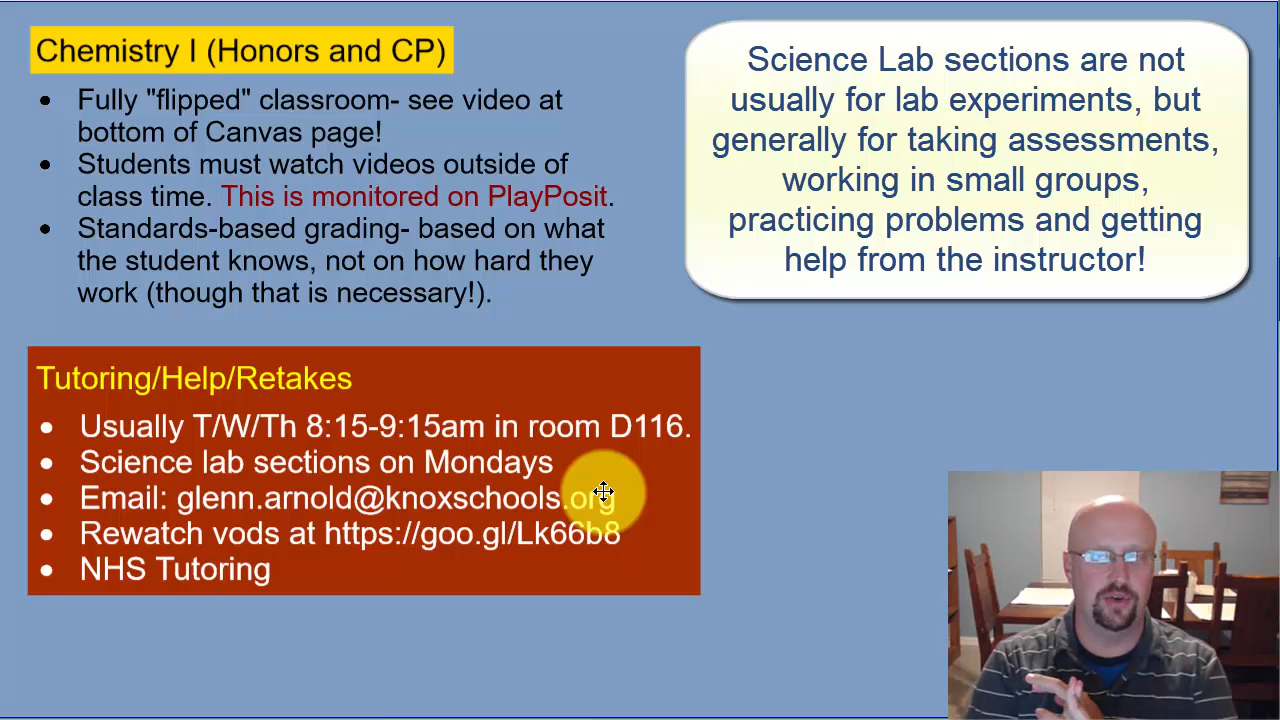 Chemistry I (Honors and CP)
Fully "flipped" classroom- see video at
bottom of Canvas page!
Students must watch videos outside of
class time. This is monitored on PlayPosit.
Standards-based grading- based on what
the student knows, not on how hard they
work (though that is necessary!).
Science Lab sections are not
usually for lab experiments, but
generally for taking assessments,
working in small groups,
practicing problems and getting
help from the instructor!
Tutoring/Help/Retakes
Usually T/W/Th 8:15-9:15am in room D116.
Science lab sections on Mondays
Email: glenn.arnold@knoxschools.org
Rewatch vods at https://goo.gl/Lk66b8
NHS Tutoring